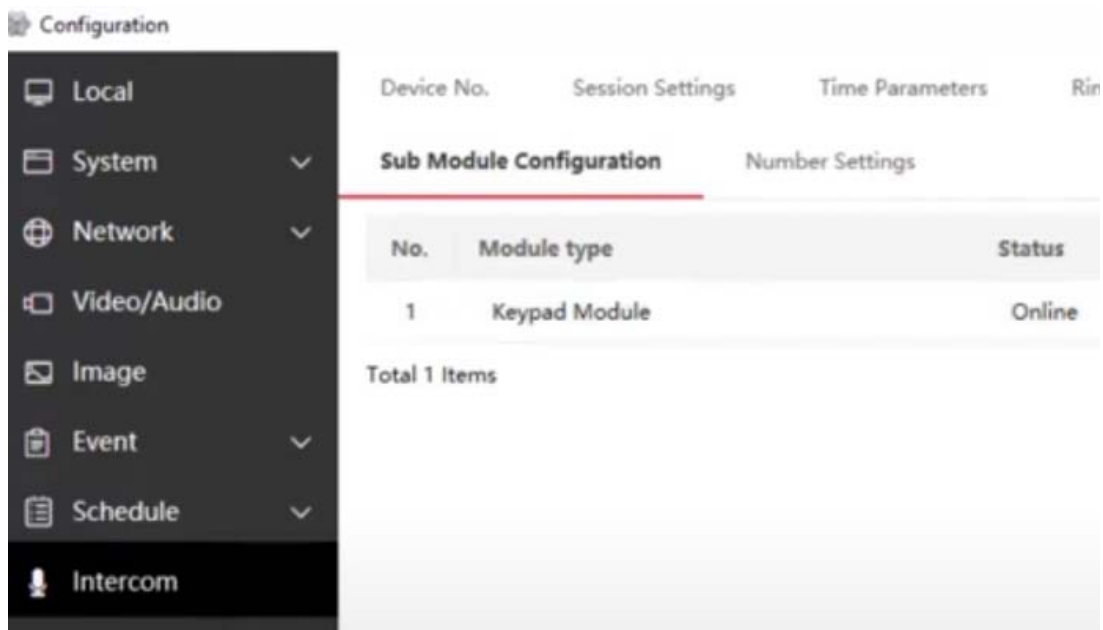 Configuration
Local
System
Network
Video/Audio
Image
Event
Schedule
Intercom
Device No. Session Settings Time Parameters Rin
Sub Module Configuration Number Settings
No. Module type Status
1 Keypad Module Online
Total 1 Items